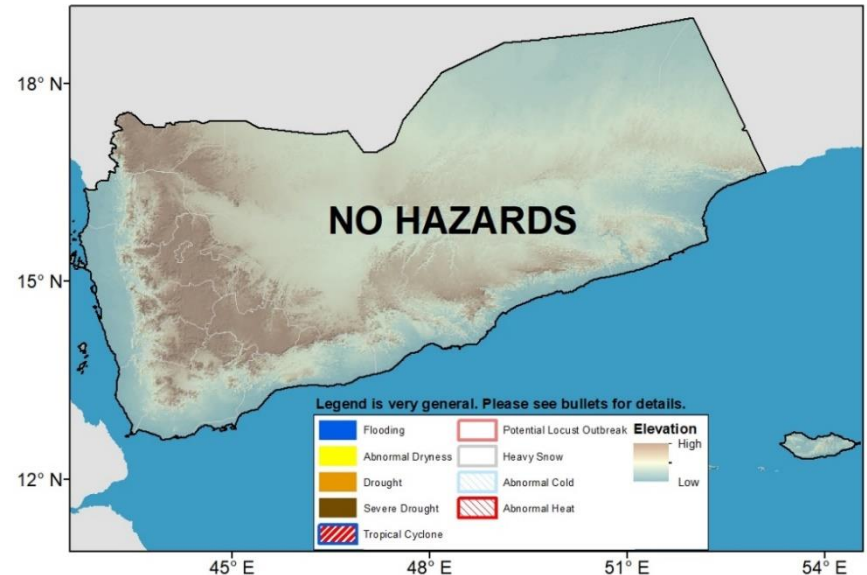 18° N
NO HAZARDS
15° N
Legend is very general. Please see bullets for details.
Flooding
Potential Locust Outbreak
Elevation
High
Abnormal Dryness
Heavy Snow
Drought
Abnormal Cold
Low
12° N
Severe Drought
Abnormal Heat
Tropical Cyclone
45° E
48° E
51° E
54° E